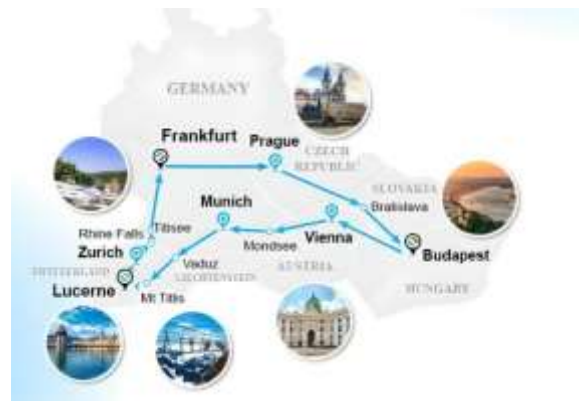 GERMANY
Frankfurt
Prague
CZECH
REPUBLIC
SLOVAKIA
Bratislava
Munich
Rhine Falls
Titisee
Zurich
Mondsee
Vienna
Budapest
Vaduz
SWITZERLAND
LIECHTENSTEIN
AUSTRIA
Lucerne
Mt Titlis
HUNGARY